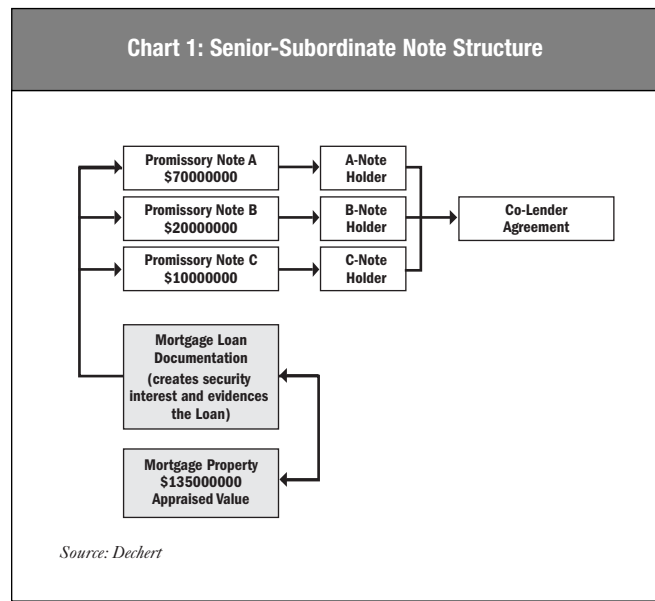 Chart 1: Senior-Subordinate Note Structure
Promissory Note A
$70000000
A-Note
Holder
Promissory Note B
$20000000
B-Note
Holder
Co-Lender
Agreement
Promissory Note C
$10000000
C-Note
Holder
Mortgage Loan
Documentation
(creates security
interest and evidences
the Loan)
Mortgage Property
$135000000
Appraised Value
Source: Dechert